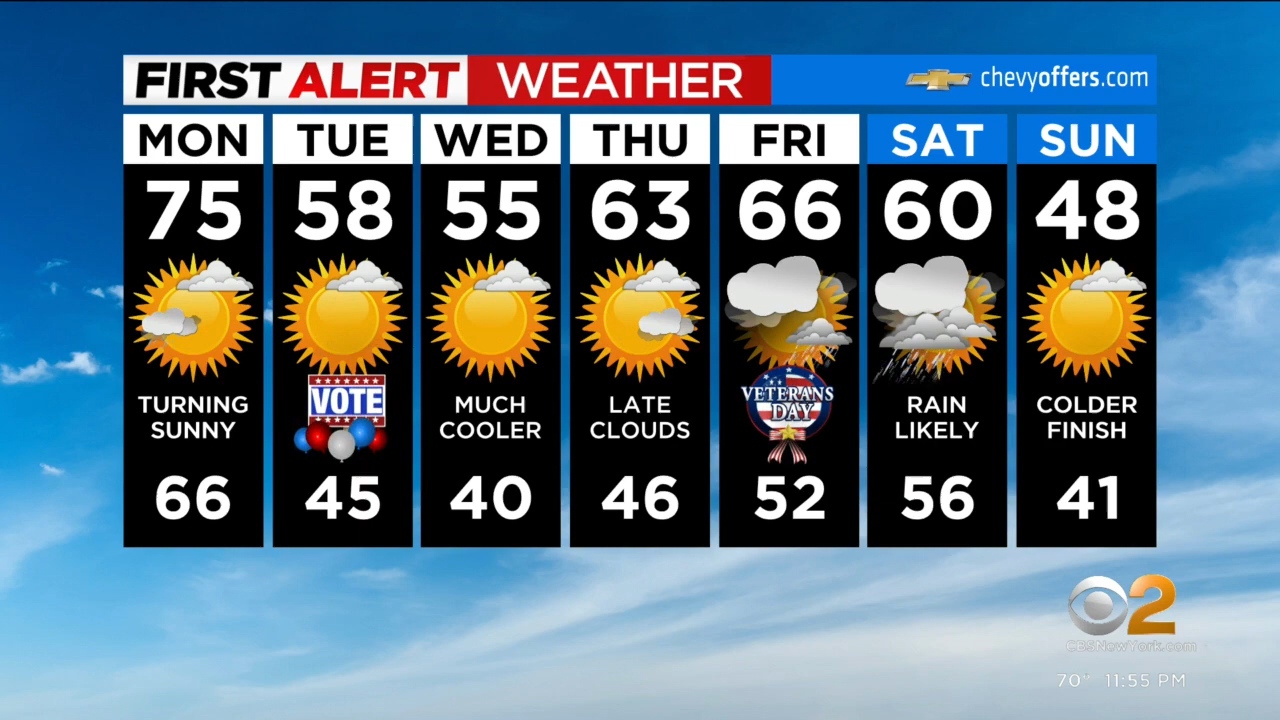 FIRST ALERT WEATHER
chevyoffers.com
MON TUE WED THU FRI SAT SUN
75 58 55 63 66 60 48
VOTE
VETERANS
DAY
TURNING
SUNNY
MUCH
COOLER
LATE
CLOUDS
RAIN
LIKELY
COLDER
FINISH
66 45 40 46 52 56 41
2
CBSNewYork.com
70° 11:55 PM